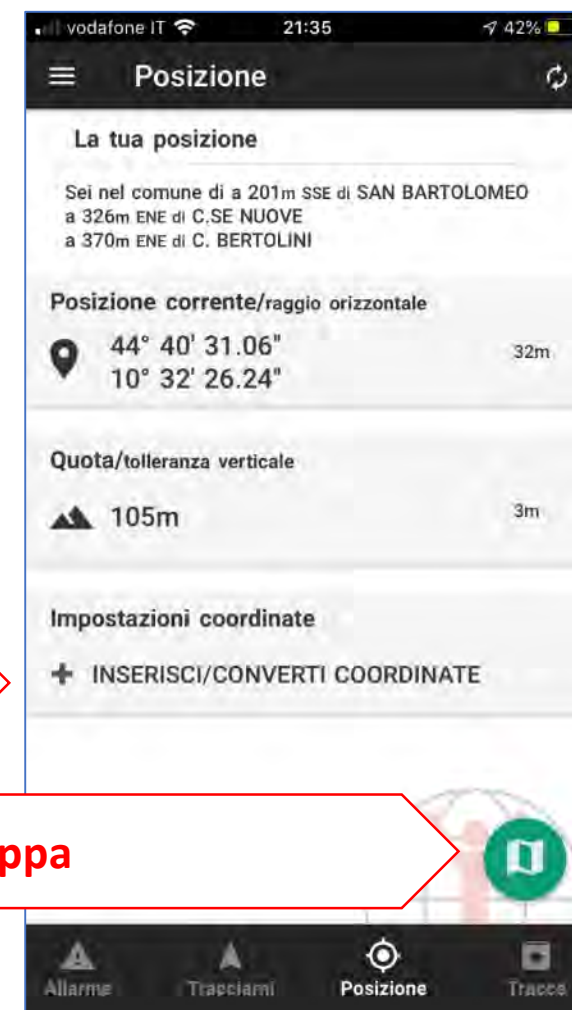 vodafone IT 21:35 42%
Posizione
La tua posizione
Sei nel comune di a 201m SSE di SAN BARTOLOMEO
a 326m ENE di C.SE NUOVE
a 370m ENE di C. BERTOLINI
Posizione corrente/raggio orizzontale
44° 40' 31.06" 32m
10° 32' 26.24"
Quota/tolleranza verticale
105m 3m
Impostazioni coordinate
+ INSERISCI/CONVERTI COORDINATE
ppa
Allarme Tracciami Posizione Tracce